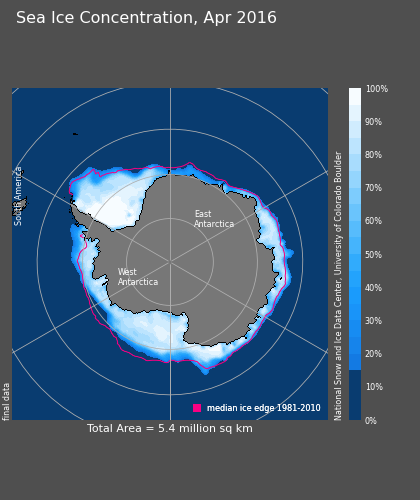 Sea Ice Concentration, Apr 2016
South America
East
Antarctica
West
Antarctica
median ice edge 1981-2010
final data
National Snow and Ice Data Center, University of Colorado Boulder
100%
90%
80%
70%
60%
50%
40%
30%
20%
10%
0%
Total Area = 5.4 million sq km